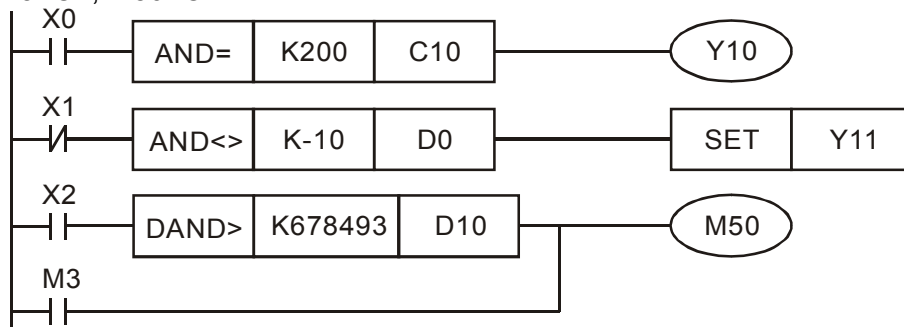 X0
AND= K200 C10 Y10
X1
AND<> K-10 D0 SET Y11
X2
DAND> K678493 D10 M50
M3